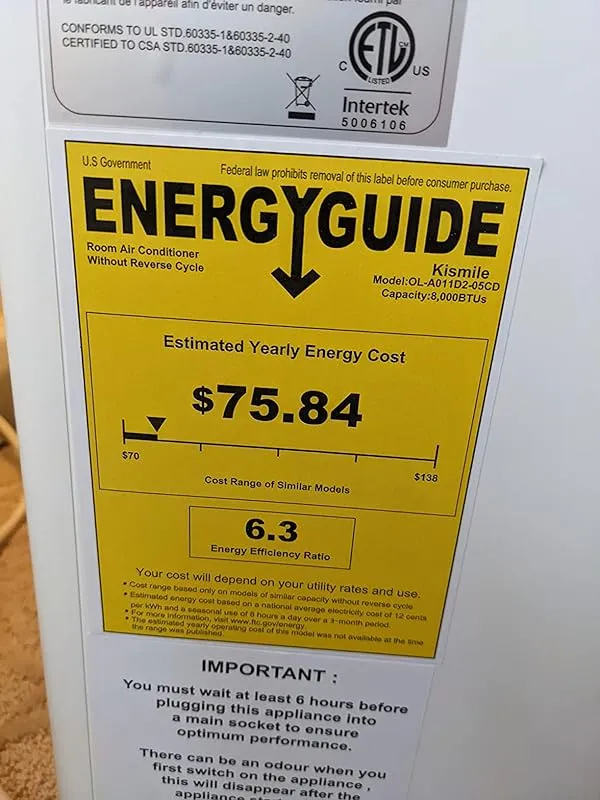 de l'appareil afin d'éviter un danger.
CONFORMS TO UL STD.60335-1&60335-2-40
CERTIFIED TO CSA STD.60335-1&60335-2-40
ETL
CM
LISTED
C
US
Intertek
5006106
U.S Government
Federal law prohibits removal of this label before consumer purchase.
ENERGYGUIDE
Room Air Conditioner
Without Reverse Cycle
Kismile
Model:OL-A011D2-05CD
Capacity:8,000BTUs
Estimated Yearly Energy Cost
$75.84
$70
$138
Cost Range of Similar Models
6.3
Energy Efficiency Ratio
Your cost will depend on your utility rates and use.
• Cost range based only on models of similar capacity without reverse cycle
• Estimated energy cost based on a national average electricity cost of 12 cents
per kWh and a seasonal use of 8 hours a day over a 3-month period.
• For more information, visit www.ftc.gov/energy.
• The estimated yearly operating cost of this model was not available at the time
the range was published.
IMPORTANT :
You must wait at least 6 hours before
plugging this appliance into
a main socket to ensure
optimum performance.
There can be an odour when you
first switch on the appliance ,
this will disappear after the
appliance